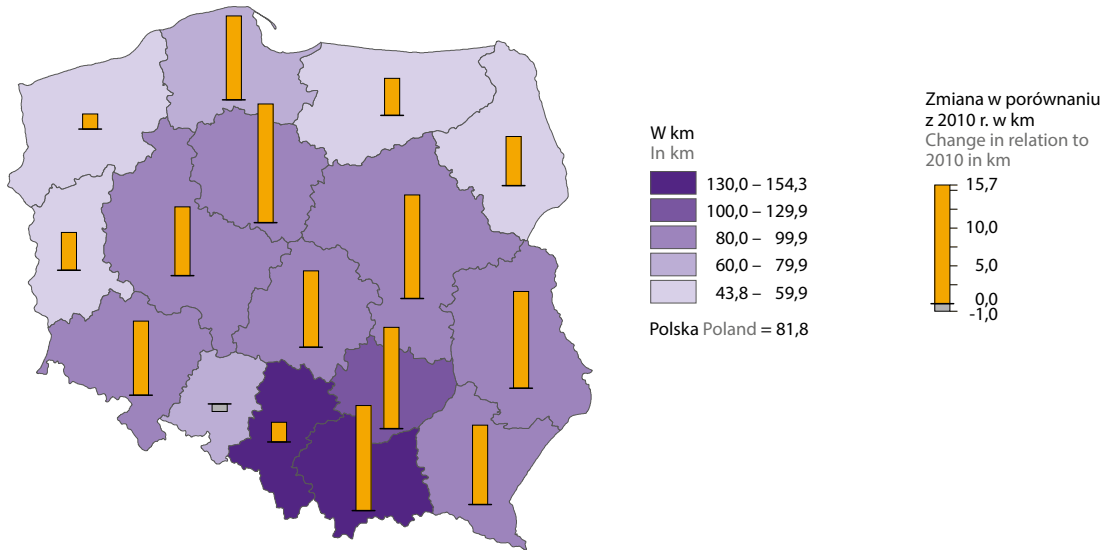 W km
In km
130,0 – 154,3
100,0 – 129,9
80,0 – 99,9
60,0 – 79,9
43,8 – 59,9
Polska Poland = 81,8
Zmiana w porównaniu
z 2010 r. w km
Change in relation to
2010 in km
15,7
10,0
5,0
0,0
-1,0